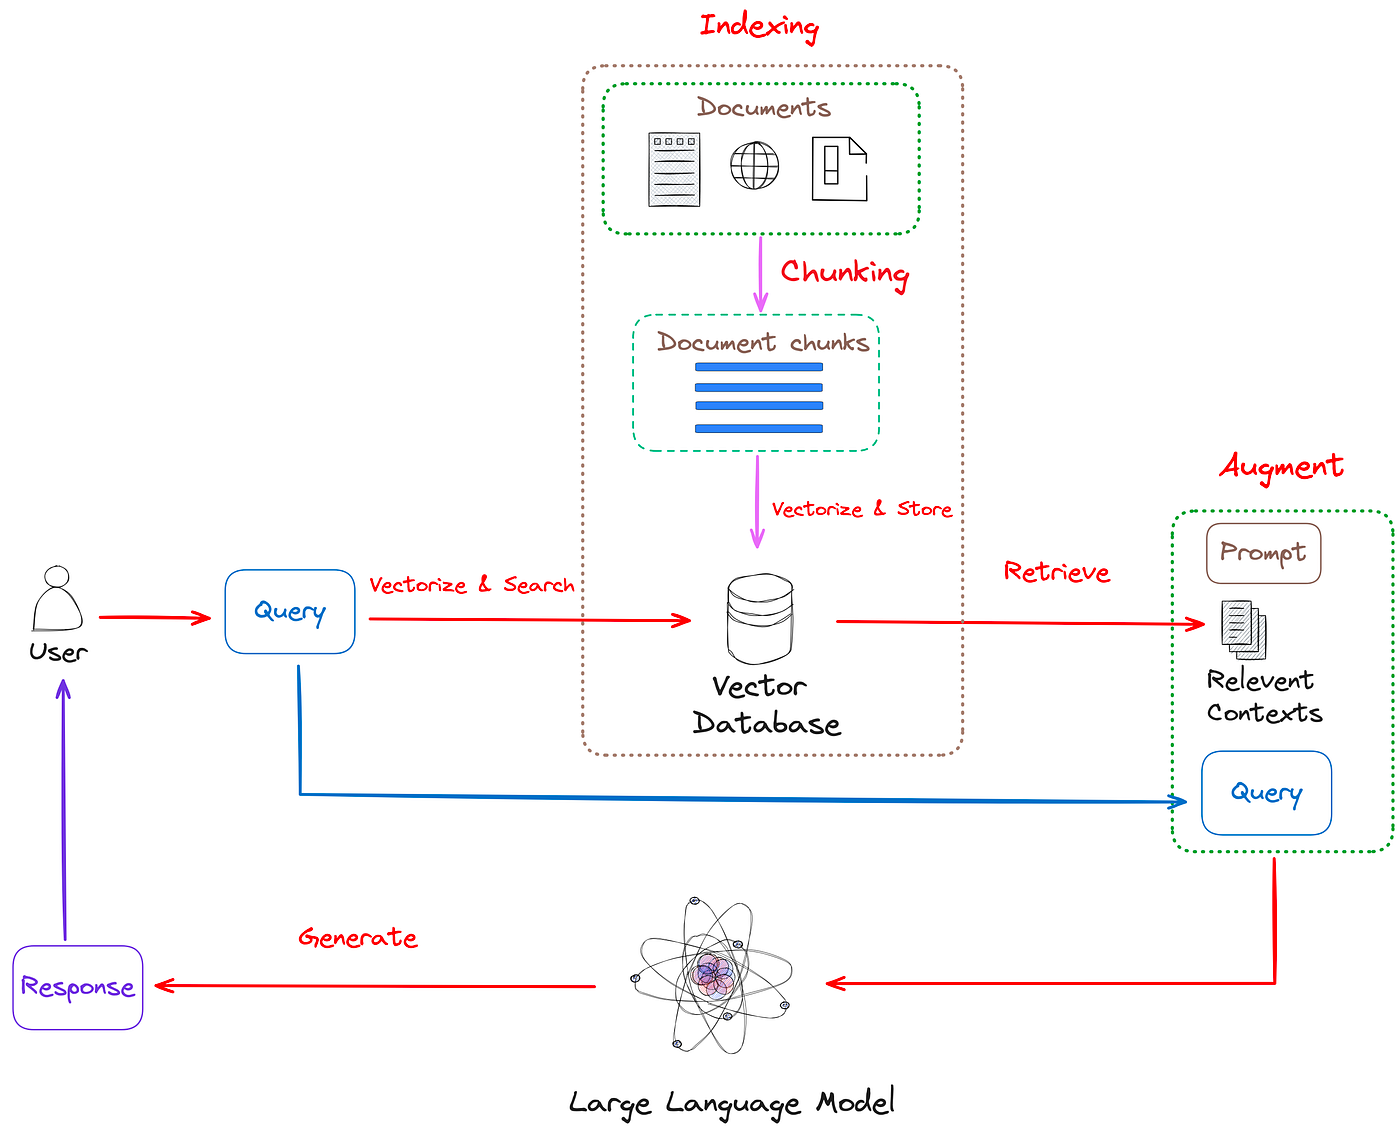 Indexing
Documents
Chunking
Document chunks
Vectorize & Store
Augment
Prompt
Retrieve
Vectorize & Search
Query
User
Relevent
Contexts
Vector
Database
Query
Generate
Response
Large Language Model